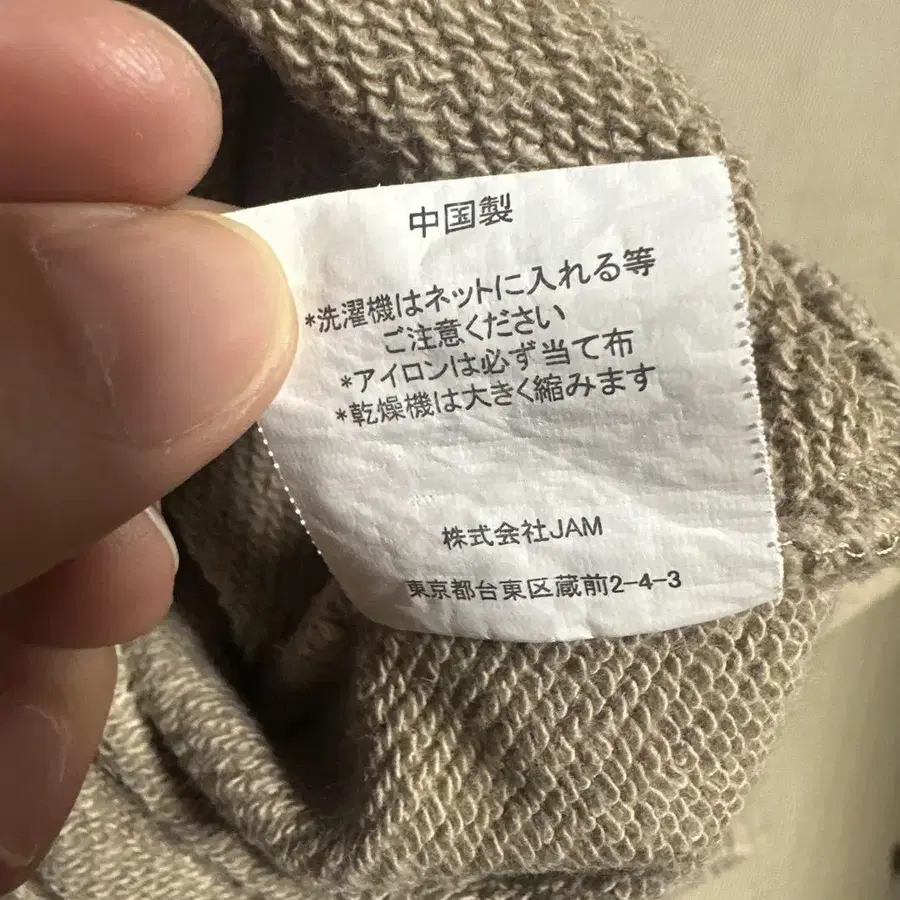 中国製
*洗濯機はネットに入れる等
ご注意ください
*アイロンは必ず当て布
*乾燥機は大きく縮みます
株式会社JAM
東京都台東区蔵前2-4-3